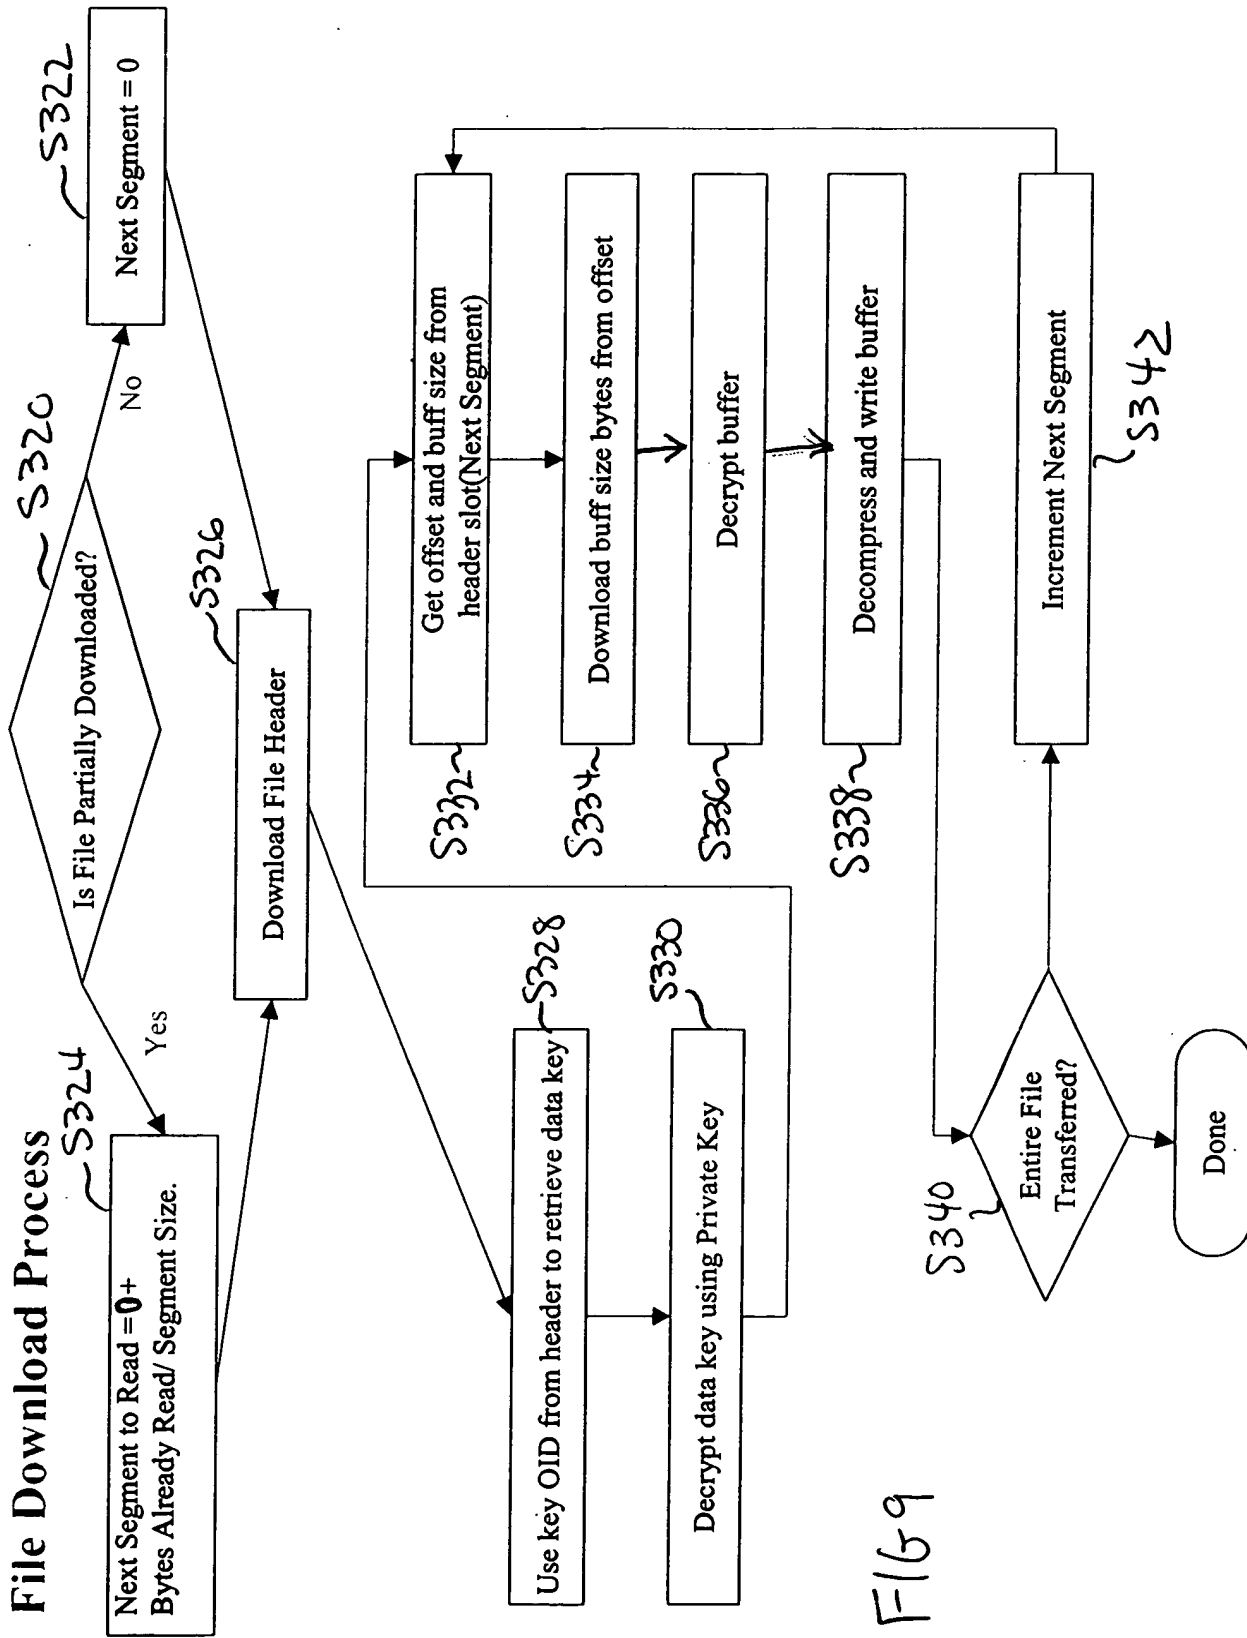 File Download Process
S320
Is File Partially Downloaded?
Yes
No
S324
Next Segment to Read =0+
Bytes Already Read/ Segment Size.
S322
Next Segment = 0
S326
Download File Header
S328
Use key OID from header to retrieve data key
S330
Decrypt data key using Private Key
S332
Get offset and buff size from
header slot(Next Segment)
S334
Download buff size bytes from offset
S336
Decrypt buffer
S338
Decompress and write buffer
S340
Entire File
Transferred?
S342
Increment Next Segment
Done
FIG 9